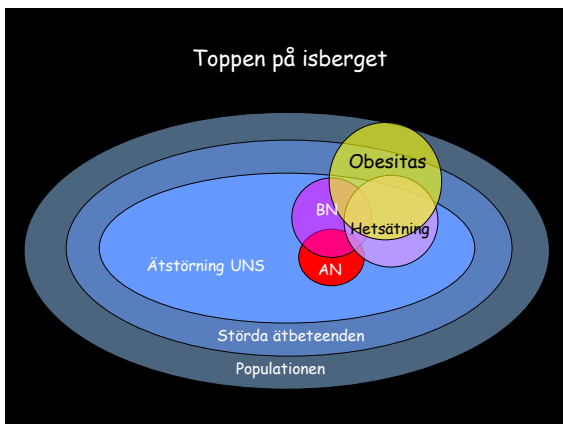 Toppen på isberget
Obesitas
BN
Hetsätning
Ätstörning UNS
AN
Störda ätbeteenden
Populationen